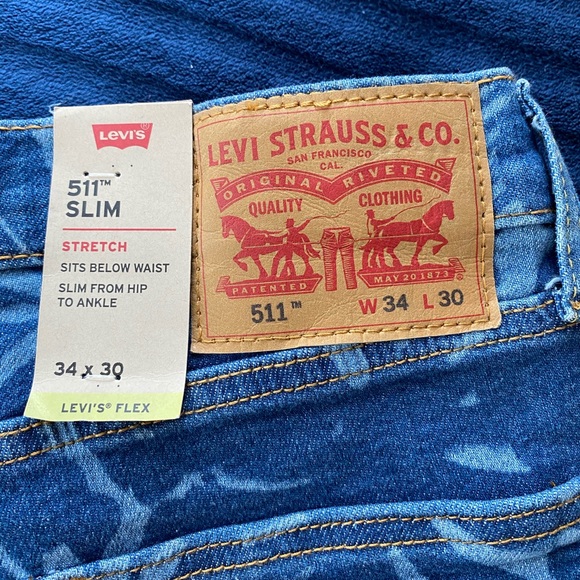 LEVI'S®
511™
SLIM
STRETCH
SITS BELOW WAIST
SLIM FROM HIP
TO ANKLE
34 x 30
LEVI'S® FLEX
LEVI STRAUSS & CO.
SAN FRANCISCO
CAL.
ORIGINAL RIVETED
QUALITY CLOTHING
PATENTED MAY 20 1873
511™ W 34 L 30